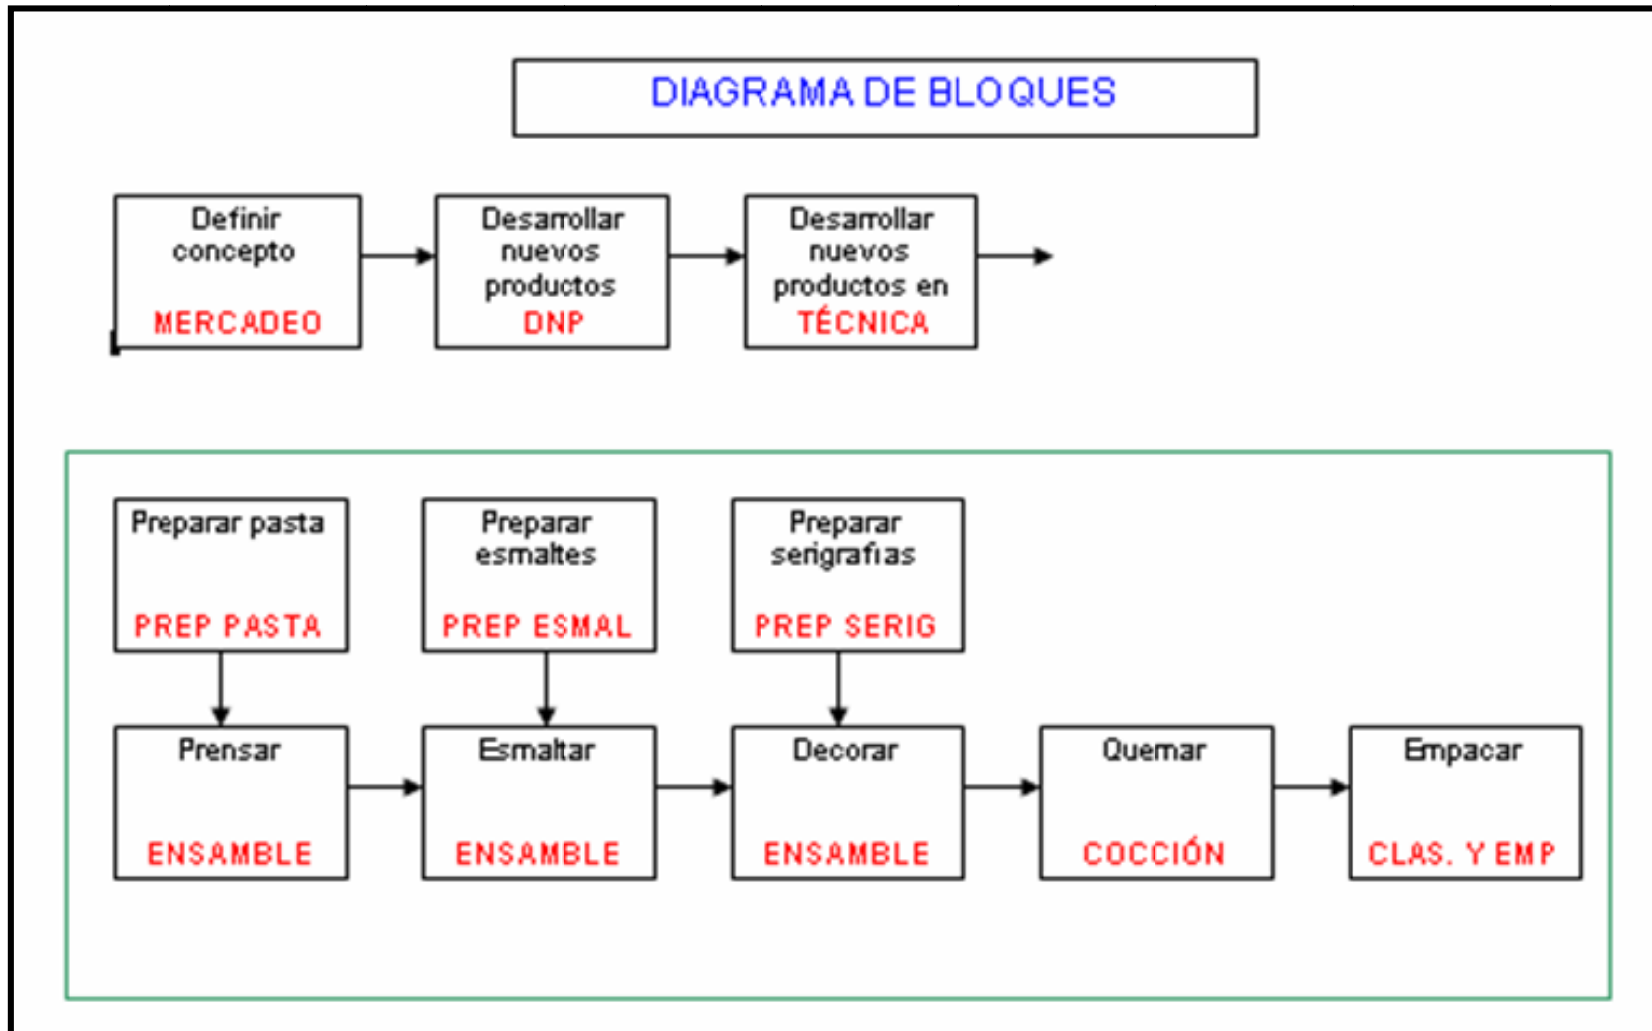 DIAGRAMA DE BLOQUES
Definir
concepto
MERCADEO
Desarrollar
nuevos
productos
DNP
Desarrollar
nuevos
productos en
TÉCNICA
Preparar pasta
PREP PASTA
Preparar
esmaltes
PREP ESMAL
Preparar
serigrafias
PREP SERIG
Prensar
ENSAMBLE
Esmaltar
ENSAMBLE
Decorar
ENSAMBLE
Quemar
COCCIÓN
Empacar
CLAS. Y EMP